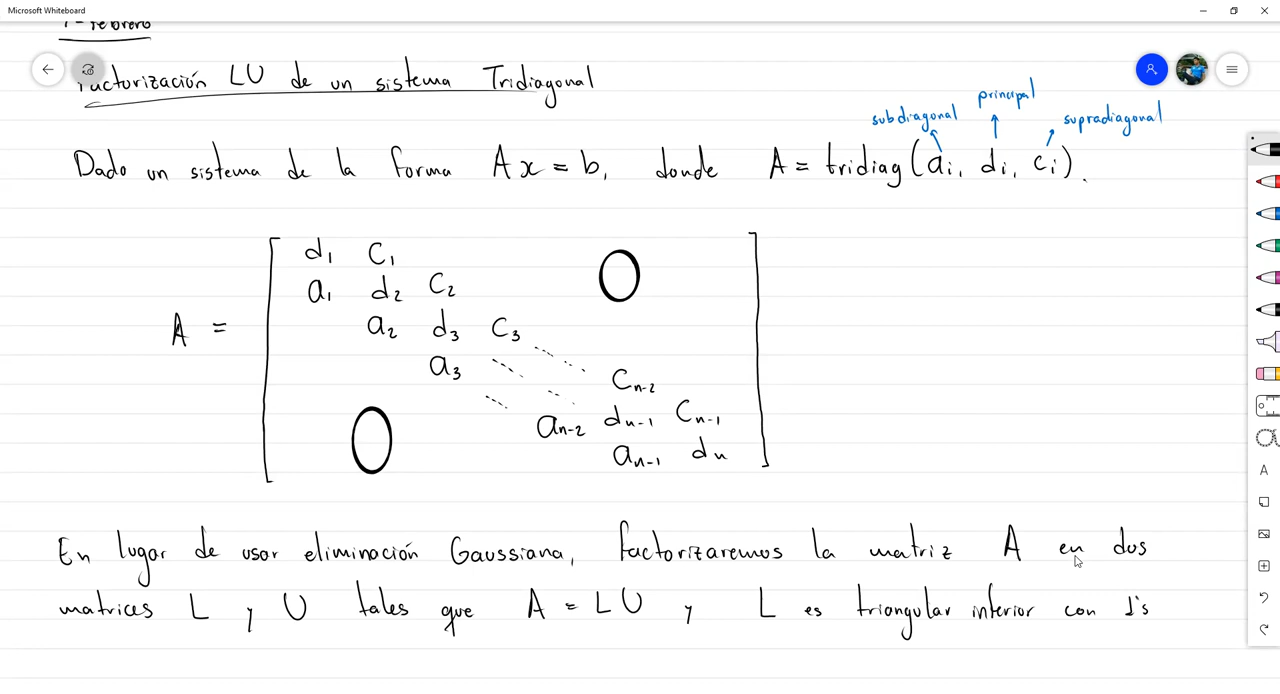 Microsoft Whiteboard
febrero
Factorización LU de un sistema Tridiagonal
subdiagonal principal supradiagonal
Dado un sistema de la forma Ax = b, donde A = tridiag(aᵢ, dᵢ, cᵢ).
A =
d₁ c₁ 0
a₁ d₂ c₂
a₂ d₃ c₃
a₃ cₙ₋₂
aₙ₋₂ dₙ₋₁ cₙ₋₁
0 aₙ₋₁ dₙ
En lugar de usar eliminación Gaussiana, factorizaremos la matriz A en dos
matrices L y U tales que A = LU y L es triangular inferior con 1's
A